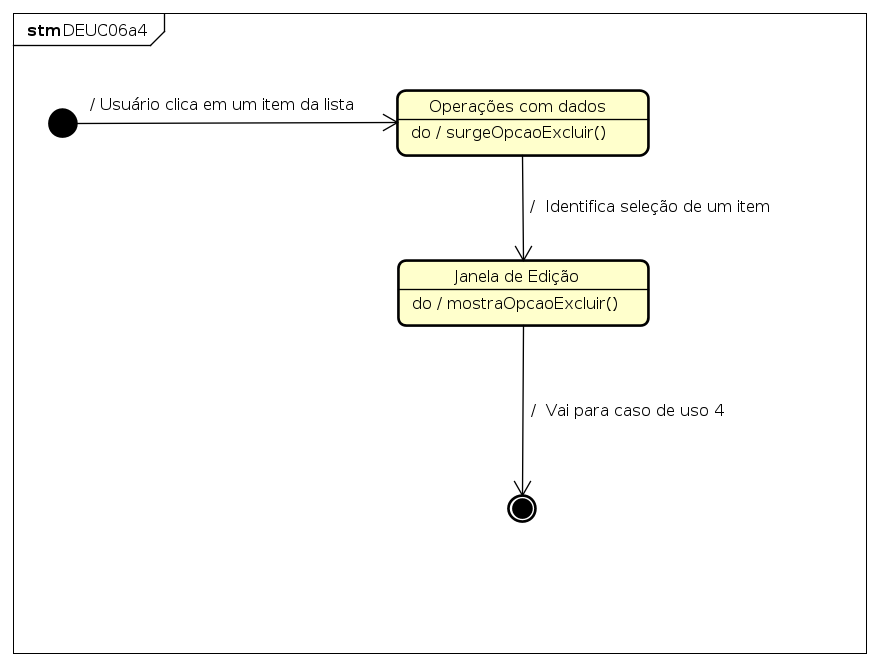 stm DEUC06a4
/ Usuário clica em um item da lista
Operações com dados
do / surgeOpcaoExcluir()
/ Identifica seleção de um item
Janela de Edição
do / mostraOpcaoExcluir()
/ Vai para caso de uso 4